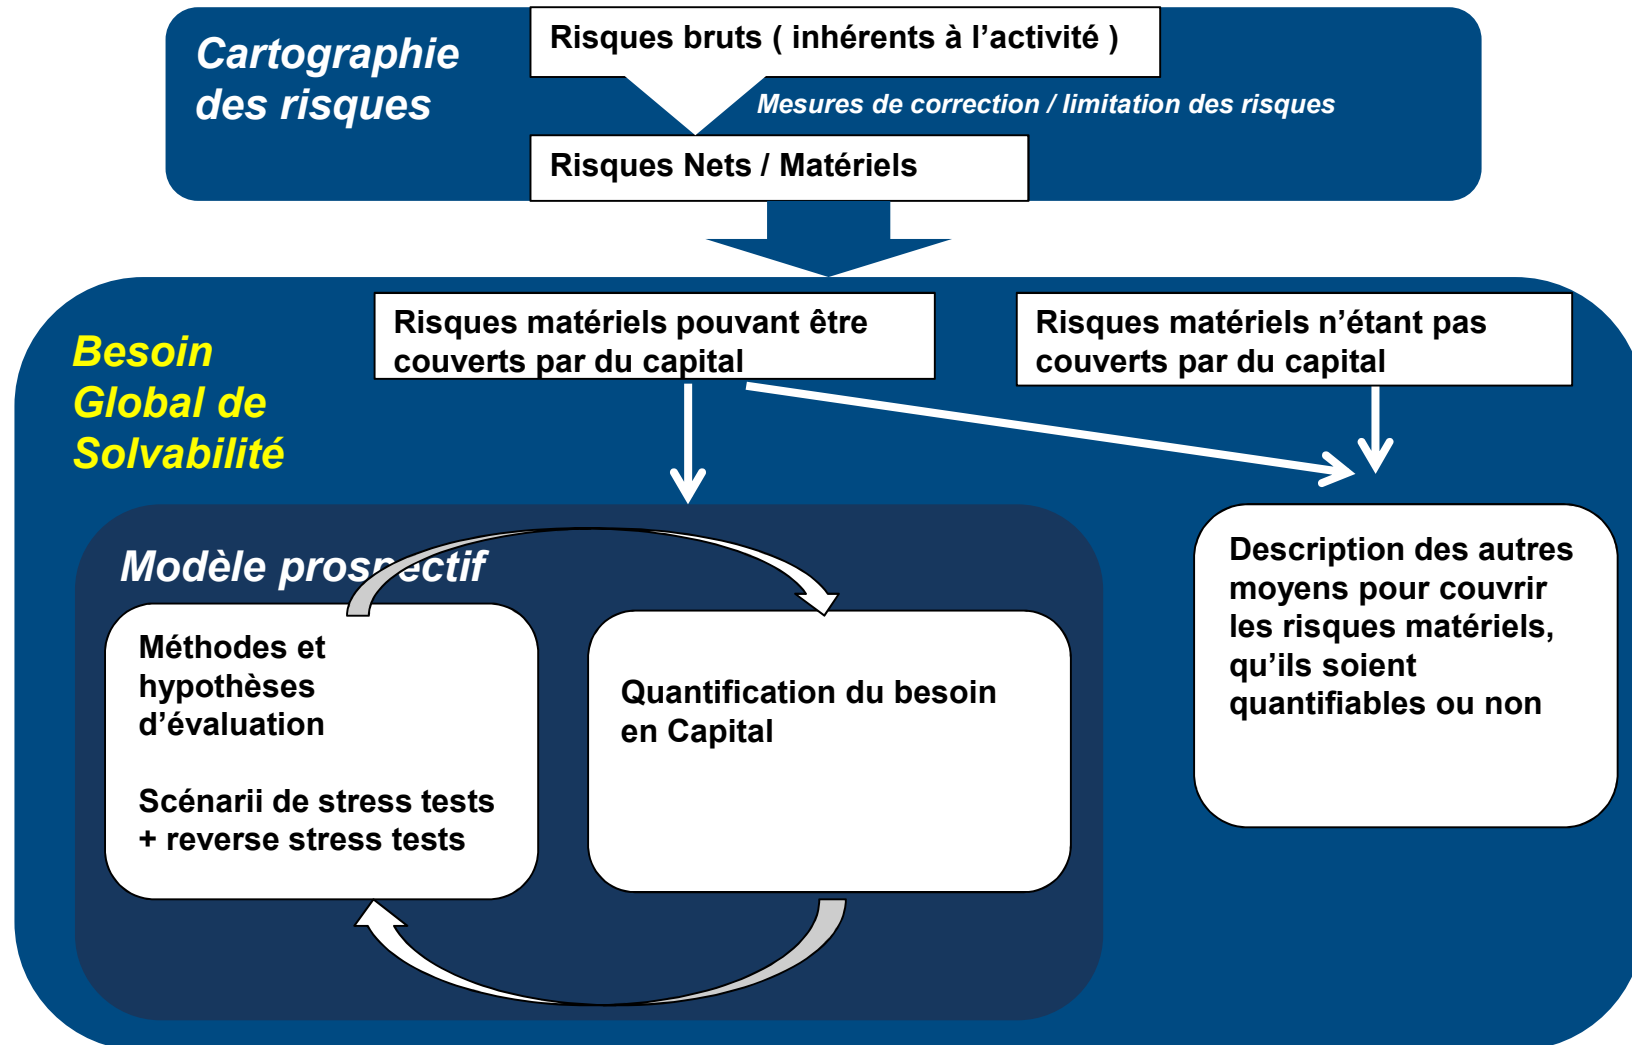 Cartographie
des risques
Risques bruts ( inhérents à l’activité )
Mesures de correction / limitation des risques
Risques Nets / Matériels
Besoin
Global de
Solvabilité
Risques matériels pouvant être
couverts par du capital
Risques matériels n’étant pas
couverts par du capital
Modèle prospectif
Méthodes et
hypothèses
d’évaluation
Scénarii de stress tests
+ reverse stress tests
Quantification du besoin
en Capital
Description des autres
moyens pour couvrir
les risques matériels,
qu’ils soient
quantifiables ou non